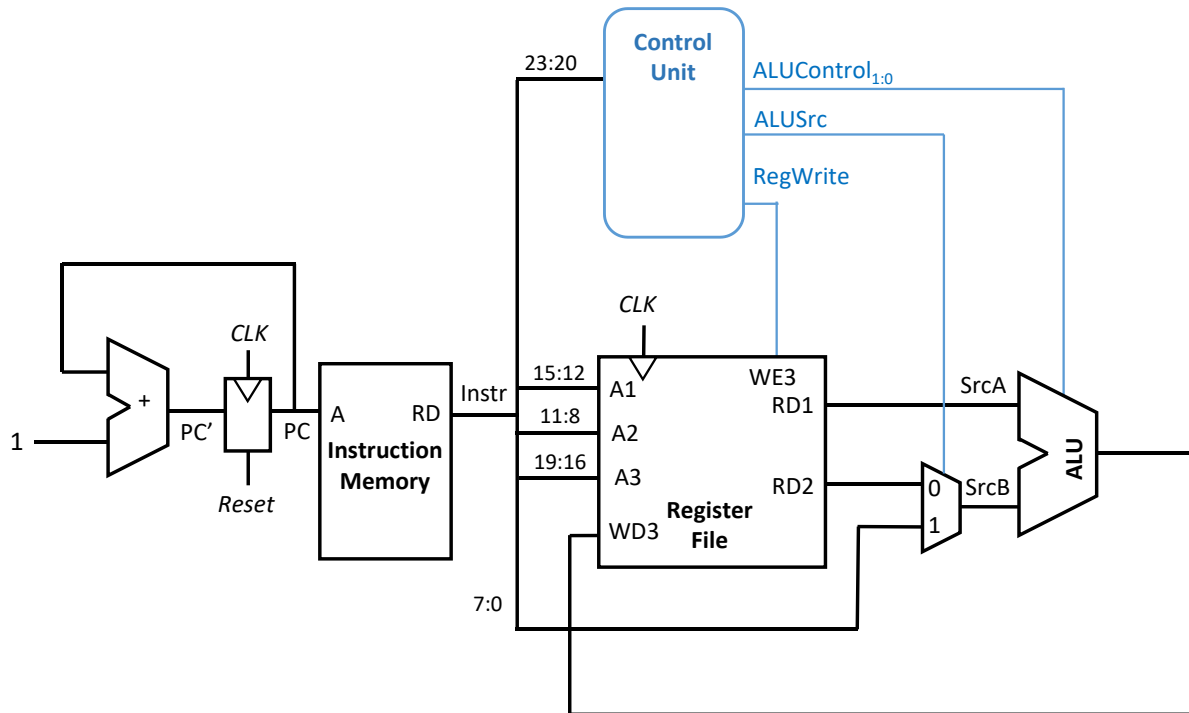 Control
Unit
23:20
ALUControl1:0
ALUSrc
RegWrite
CLK
CLK
15:12
A1
WE3
RD1
SrcA
Instr
11:8
A2
19:16
A3
+
PC’
PC
A
RD
Instruction
Memory
1
Reset
RD2
0
1
SrcB
ALU
Register
File
WD3
7:0